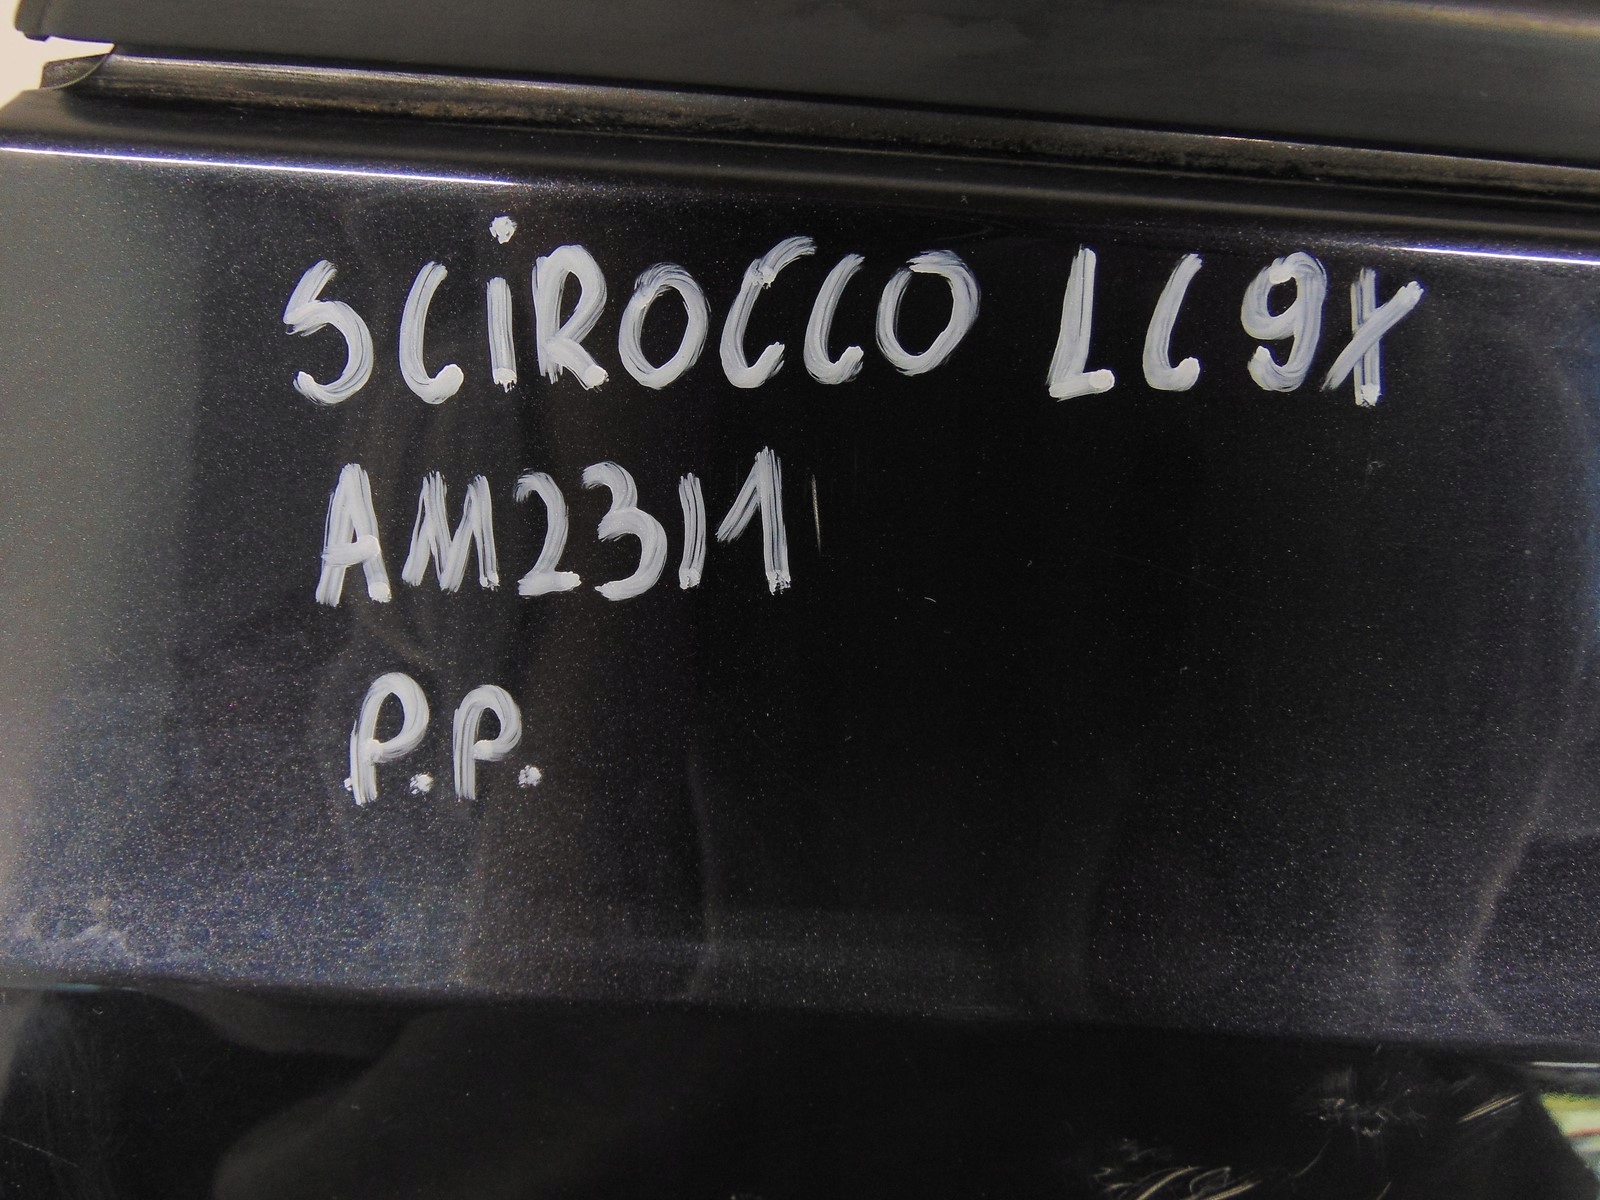 SCiROCCO LC9X
AM2311
P.P.